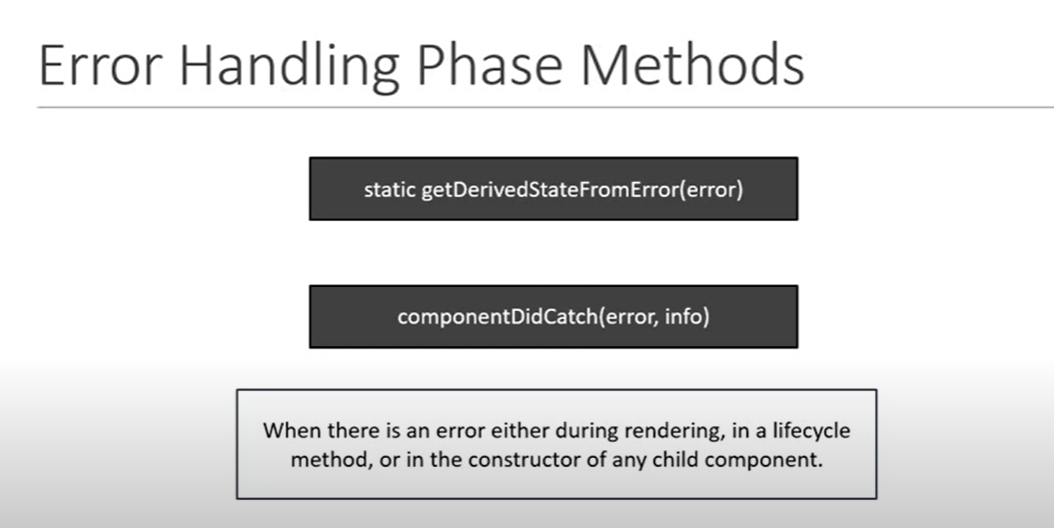 Error Handling Phase Methods
static getDerivedStateFromError(error)
componentDidCatch(error, info)
When there is an error either during rendering, in a lifecycle
method, or in the constructor of any child component.